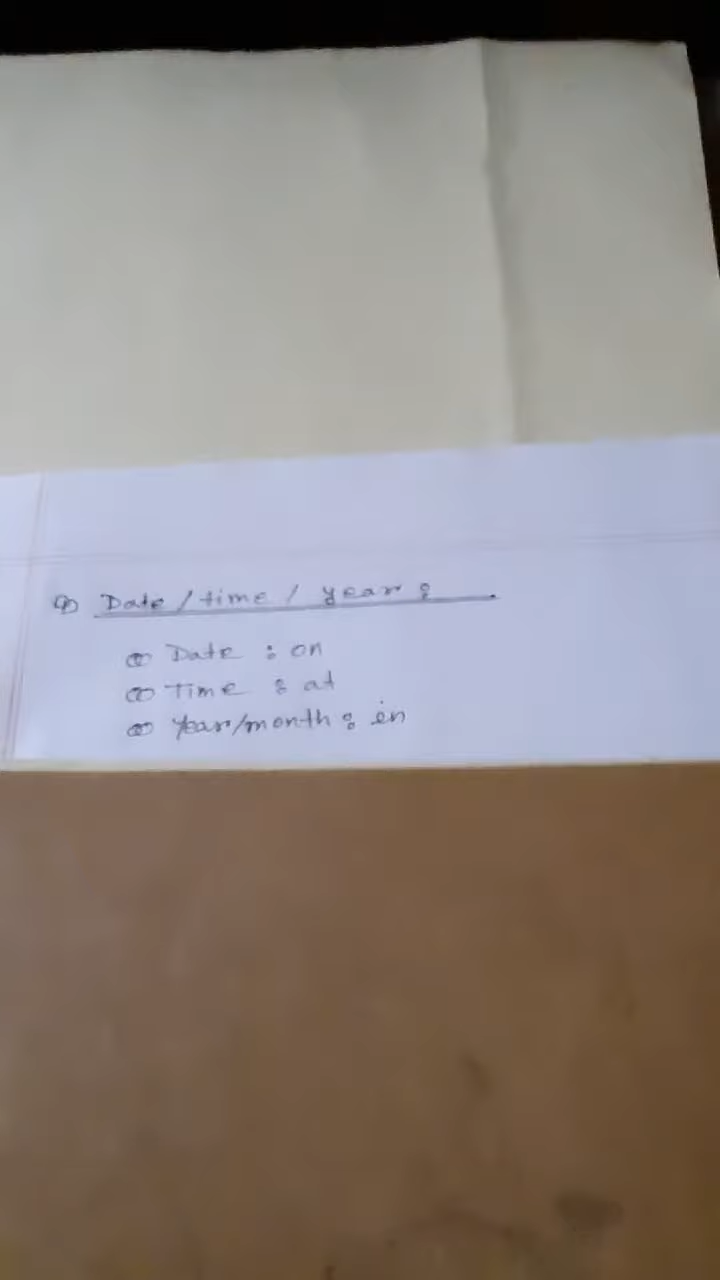 Date / time / year :
Date : on
Time : at
Year/month : in